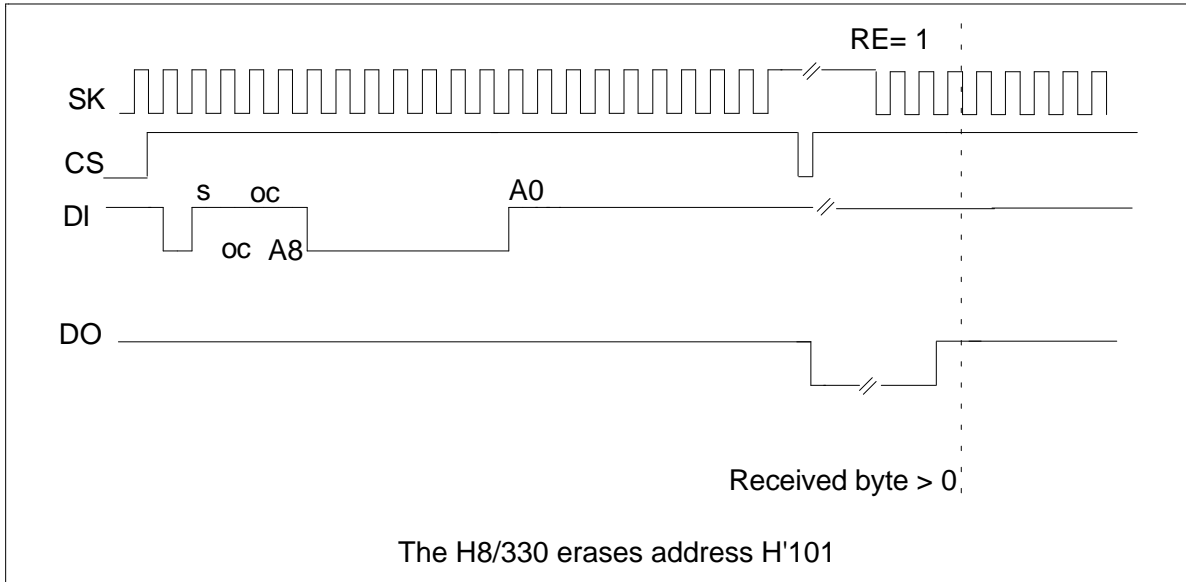 RE= 1
SK
CS
s oc A0
DI
oc A8
DO
Received byte > 0
The H8/330 erases address H'101